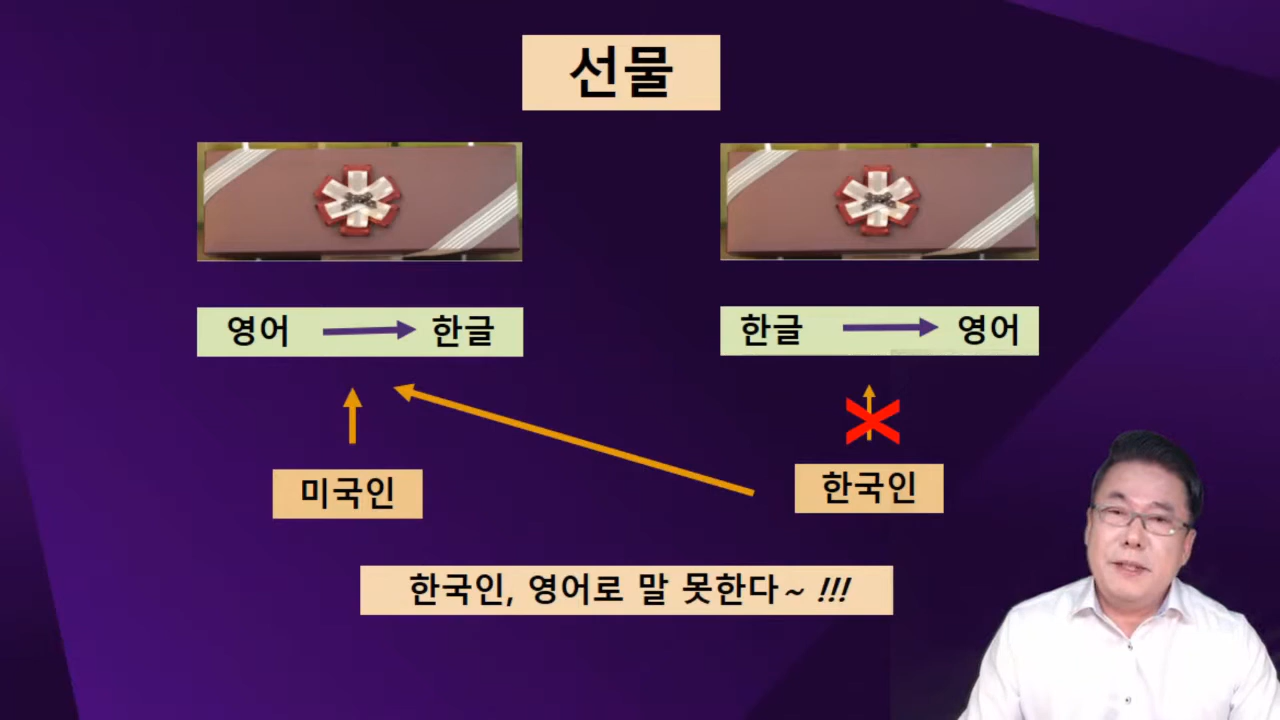 선물
영어 한글
한글 영어
미국인
한국인
한국인, 영어로 말 못한다~ !!!